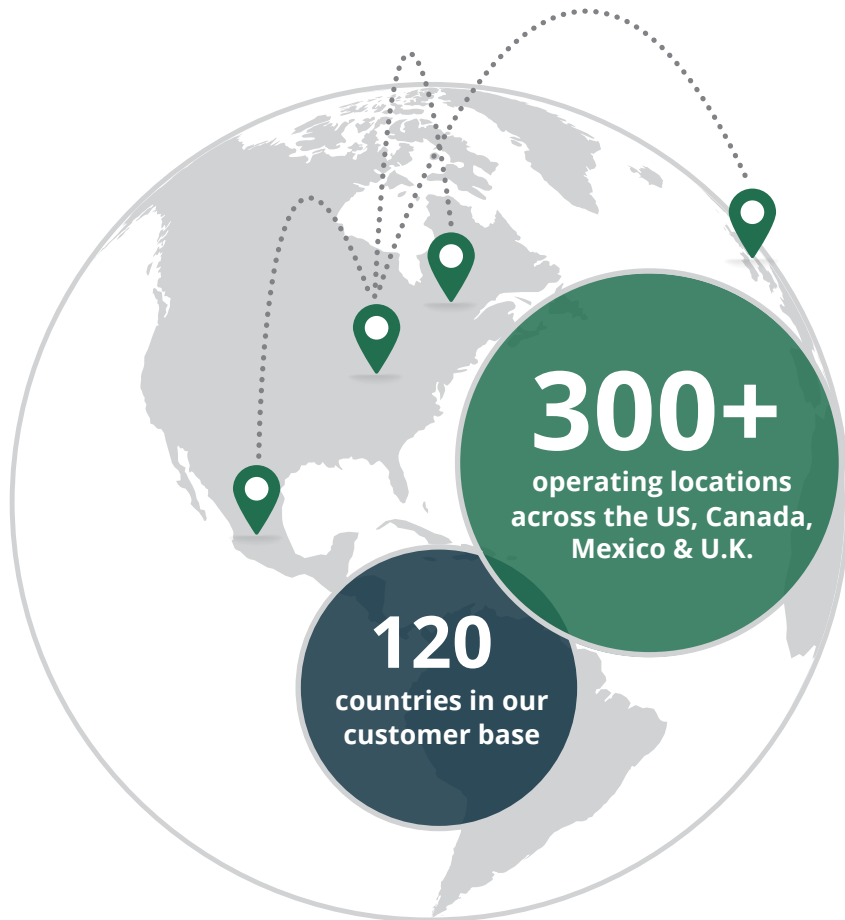 300+
operating locations
across the US, Canada,
Mexico & U.K.
120
countries in our
customer base